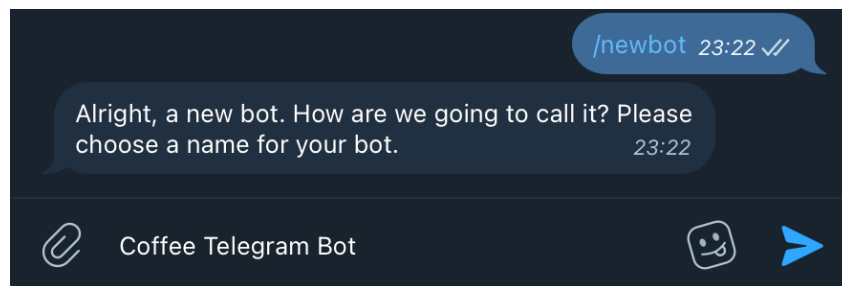 /newbot 23:22
Alright, a new bot. How are we going to call it? Please
choose a name for your bot. 23:22
Coffee Telegram Bot